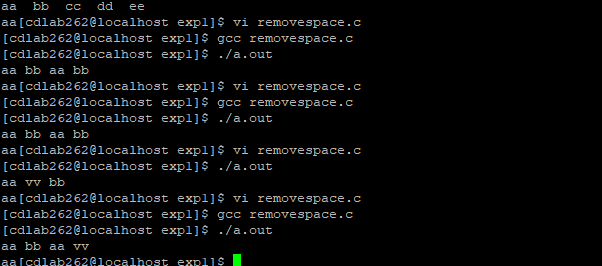 aa  bb  cc  dd  ee
aa[cdlab262@localhost exp1]$ vi removespace.c
[cdlab262@localhost exp1]$ gcc removespace.c
[cdlab262@localhost exp1]$ ./a.out
aa bb aa bb
aa[cdlab262@localhost exp1]$ vi removespace.c
[cdlab262@localhost exp1]$ gcc removespace.c
[cdlab262@localhost exp1]$ ./a.out
aa bb aa bb
aa[cdlab262@localhost exp1]$ vi removespace.c
[cdlab262@localhost exp1]$ ./a.out
aa vv bb
aa[cdlab262@localhost exp1]$ vi removespace.c
[cdlab262@localhost exp1]$ gcc removespace.c
[cdlab262@localhost exp1]$ ./a.out
aa bb aa vv
aa[cdlab262@localhost exp1]$